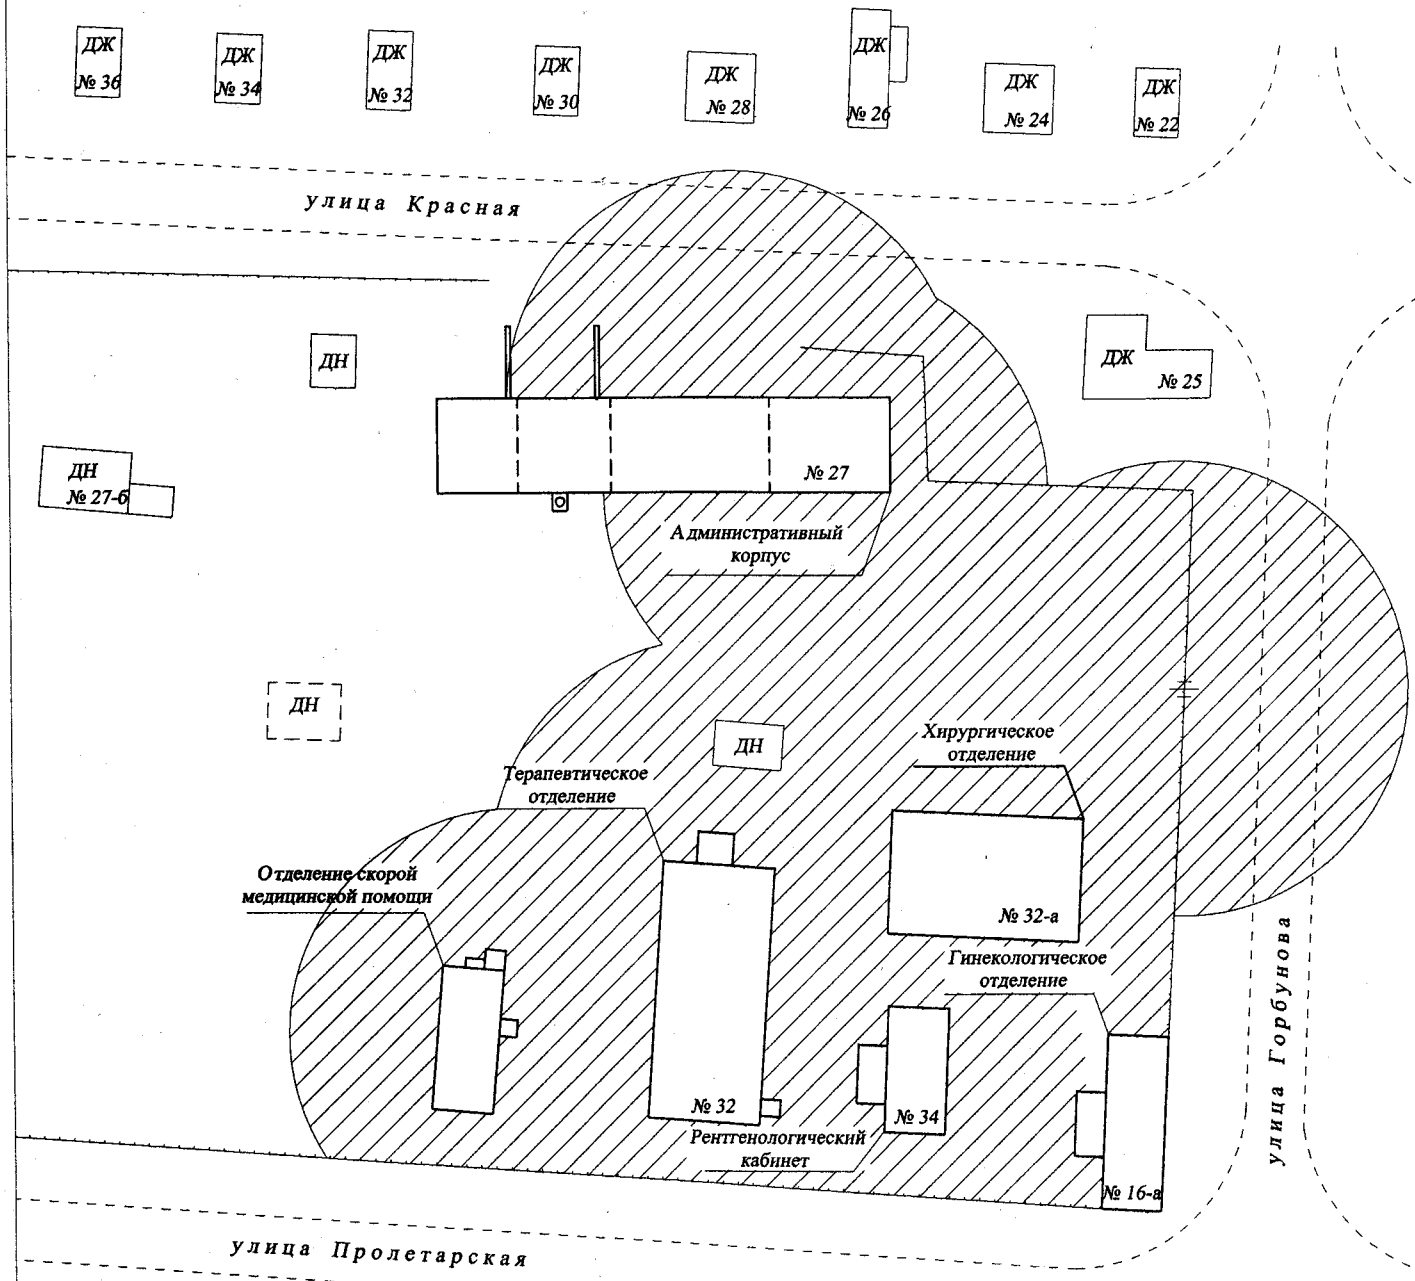 ДЖ
№ 36
ДЖ
№ 34
ДЖ
№ 32
ДЖ
№ 30
ДЖ
№ 28
ДЖ
№ 26
ДЖ
№ 24
ДЖ
№ 22
улица Красная
ДН
ДЖ
№ 25
ДН
№ 27-б
№ 27
Административный
корпус
ДН
ДН
Хирургическое
отделение
Терапевтическое
отделение
Отделение скорой
медицинской помощи
№ 32-а
Гинекологическое
отделение
№ 32
№ 34
Рентгенологический
кабинет
№ 16-а
улица Горбунова
улица Пролетарская